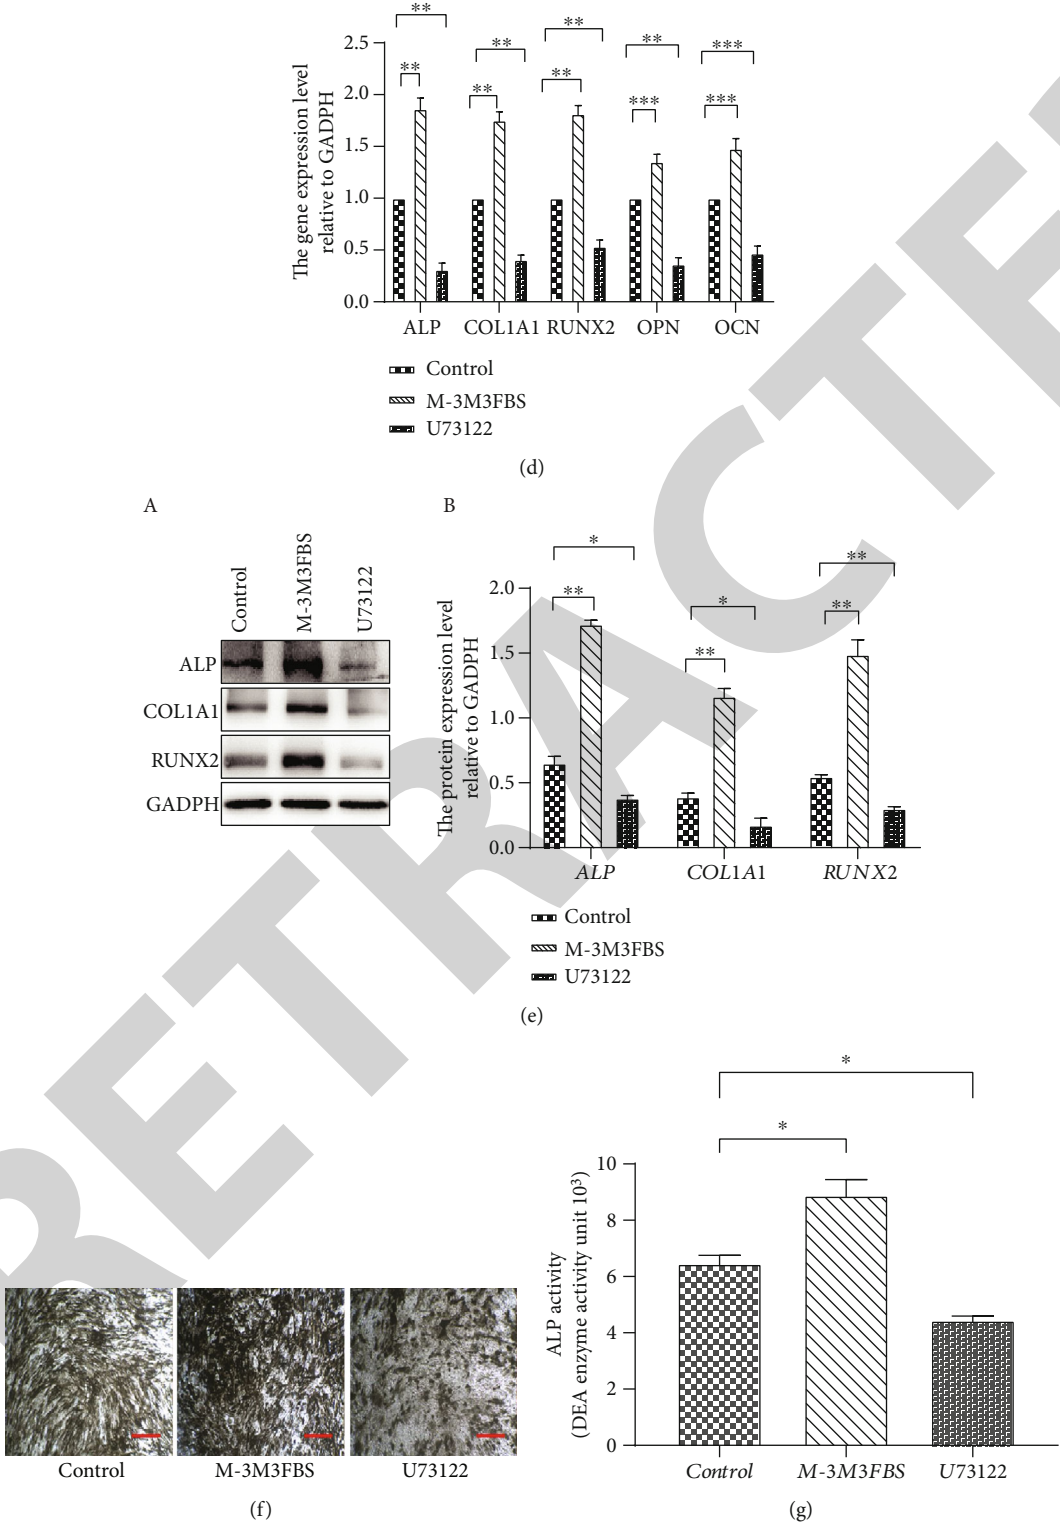 ** **
** ** ***
2.5
** ** ** *** ***
2.0
1.5
1.0
0.5
0.0
The gene expression level
relative to GADPH
ALP COL1A1 RUNX2 OPN OCN
Control
M-3M3FBS
U73122
(d)
A B
Control
M-3M3FBS
U73122
ALP
COL1A1
RUNX2
GADPH
* * **
** ** **
2.0
1.5
1.0
0.5
0.0
The protein expression level
relative to GADPH
ALP COL1A1 RUNX2
Control
M-3M3FBS
U73122
(e)
Control M-3M3FBS U73122
(f)
*
*
10
8
6
4
2
0
ALP activity
(DEA enzyme activity unit 10³)
Control M-3M3FBS U73122
(g)
RETRACTE